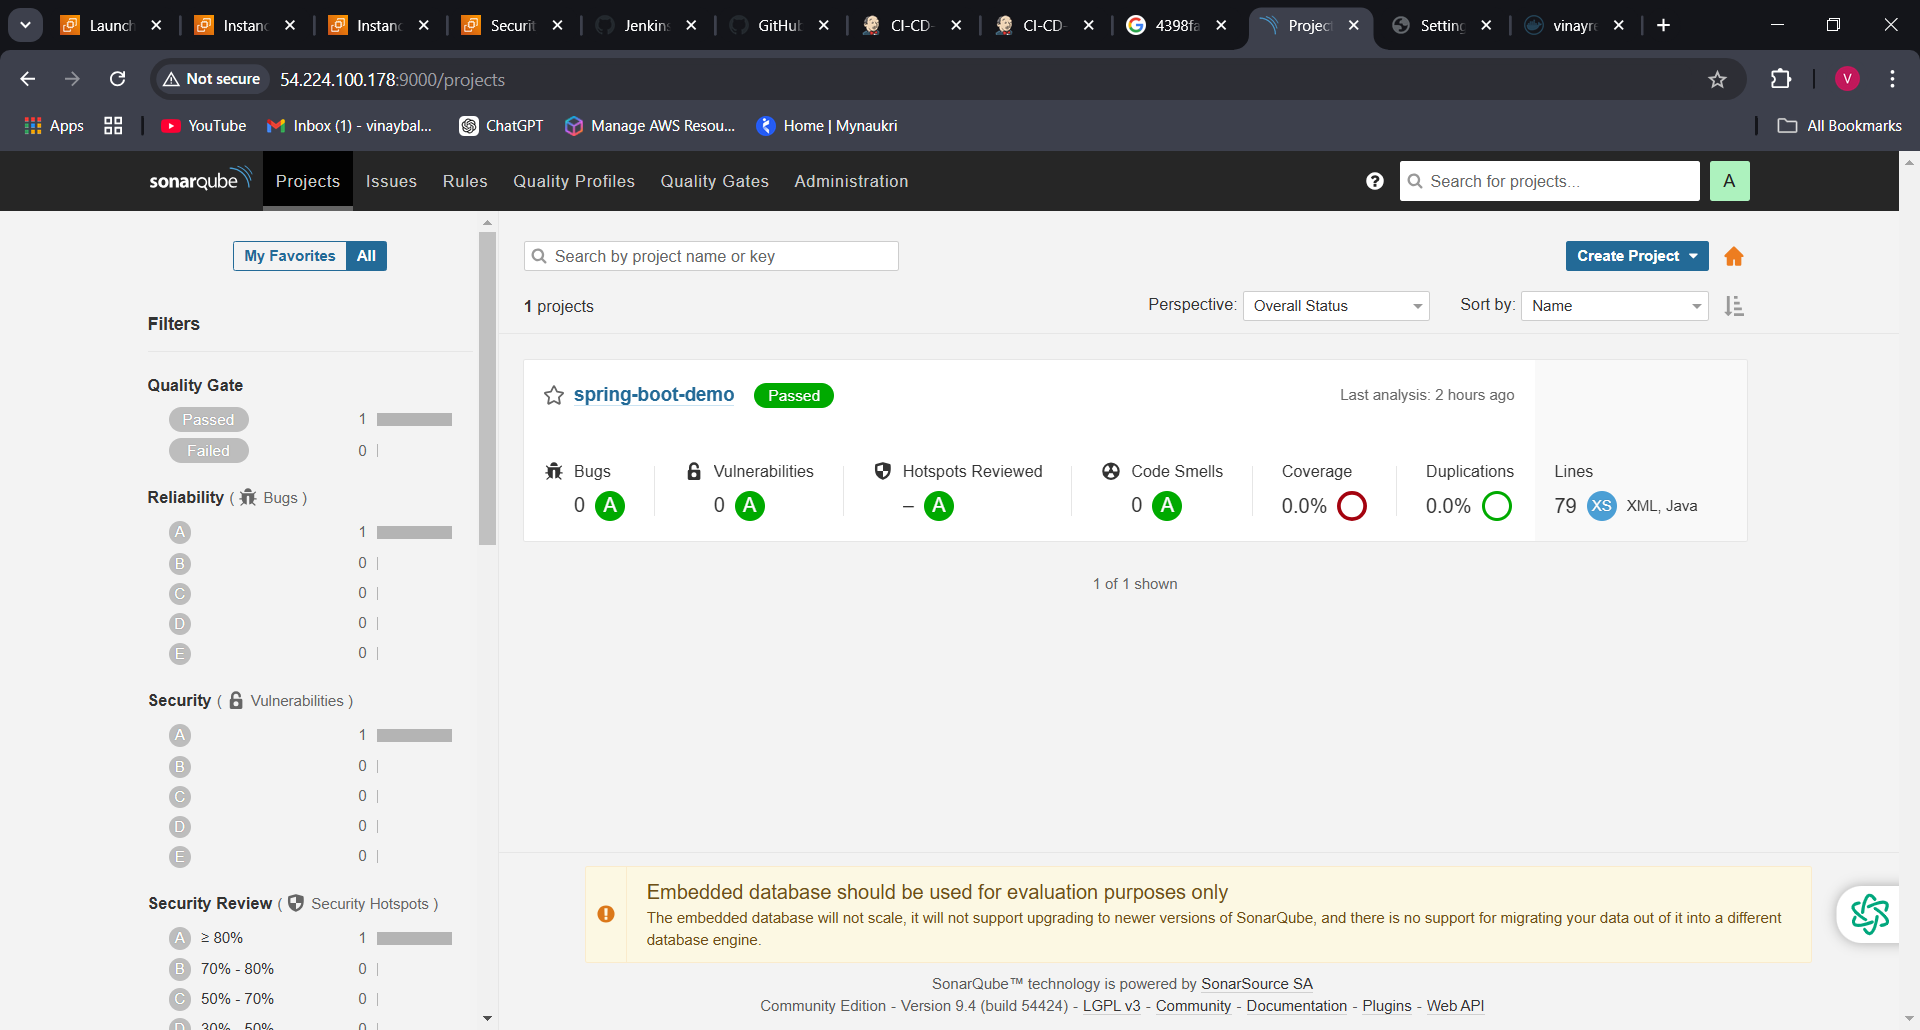 Launch
Instanc
Instanc
Securit
Jenkins
GitHub
CI-CD-
CI-CD-
4398fa
Project
Setting
vinayre
Not secure 54.224.100.178:9000/projects
V
Apps
YouTube
Inbox (1) - vinaybal...
ChatGPT
Manage AWS Resou...
Home | Mynaukri
All Bookmarks
sonarqube Projects Issues Rules Quality Profiles Quality Gates Administration
Search for projects...
A
My Favorites All
Filters
Quality Gate
Passed 1
Failed 0
Reliability ( Bugs )
A 1
B 0
C 0
D 0
E 0
Security ( Vulnerabilities )
A 1
B 0
C 0
D 0
E 0
Security Review ( Security Hotspots )
A ≥ 80% 1
B 70% - 80% 0
C 50% - 70% 0
D 30% - 50% 0
Search by project name or key
Create Project
1 projects
Perspective: Overall Status
Sort by: Name
spring-boot-demo Passed
Last analysis: 2 hours ago
Bugs
0 A
Vulnerabilities
0 A
Hotspots Reviewed
– A
Code Smells
0 A
Coverage
0.0%
Duplications
0.0%
Lines
79 XS XML, Java
1 of 1 shown
Embedded database should be used for evaluation purposes only
The embedded database will not scale, it will not support upgrading to newer versions of SonarQube, and there is no support for migrating your data out of it into a different
database engine.
SonarQube™ technology is powered by SonarSource SA
Community Edition - Version 9.4 (build 54424) - LGPL v3 - Community - Documentation - Plugins - Web API